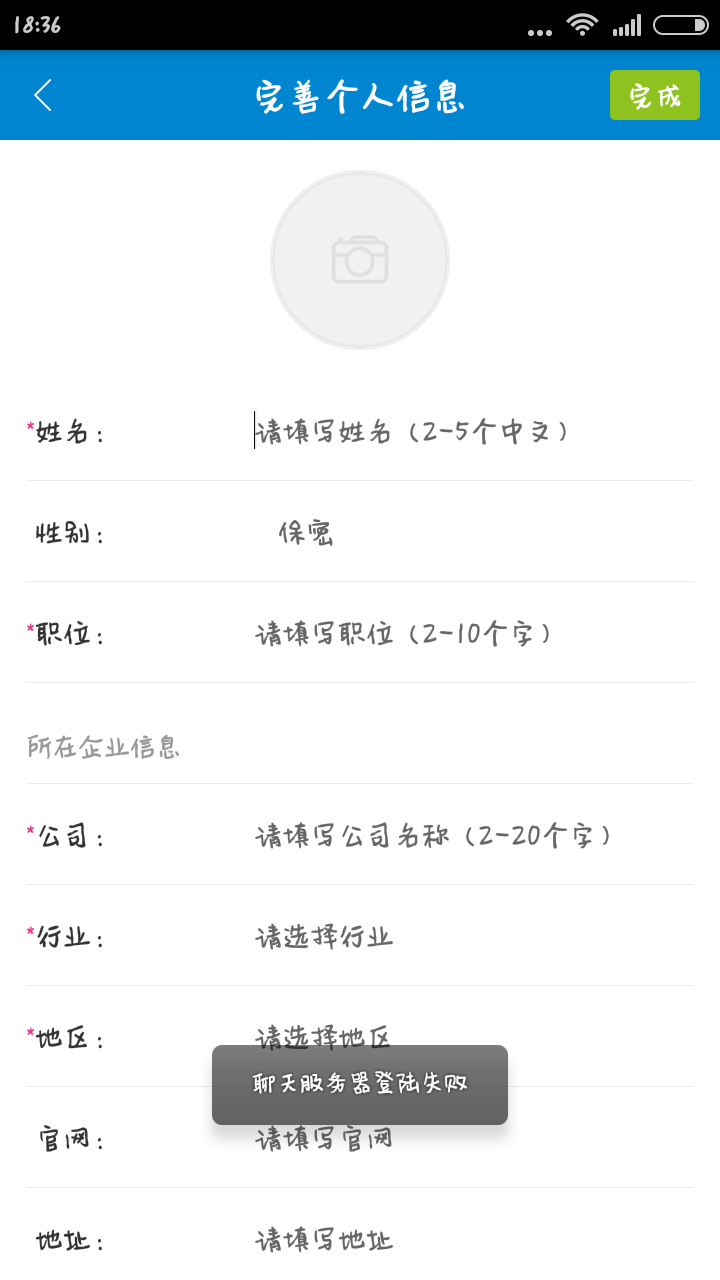 18:36
完善个人信息 完成
*姓名： 请填写姓名（2-5个中文）
性别： 保密
*职位： 请填写职位（2-10个字）
所在企业信息
*公司： 请填写公司名称（2-20个字）
*行业： 请选择行业
*地区： 请选择地区
聊天服务器登陆失败
官网： 请填写官网
地址： 请填写地址